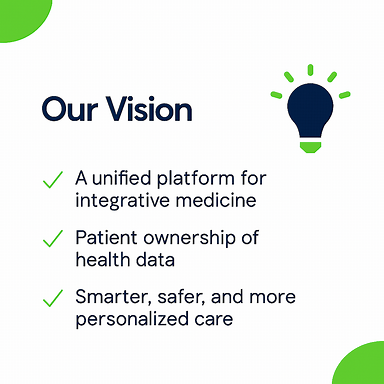 Our Vision
A unified platform for
integrative medicine
Patient ownership of
health data
Smarter, safer, and more
personalized care